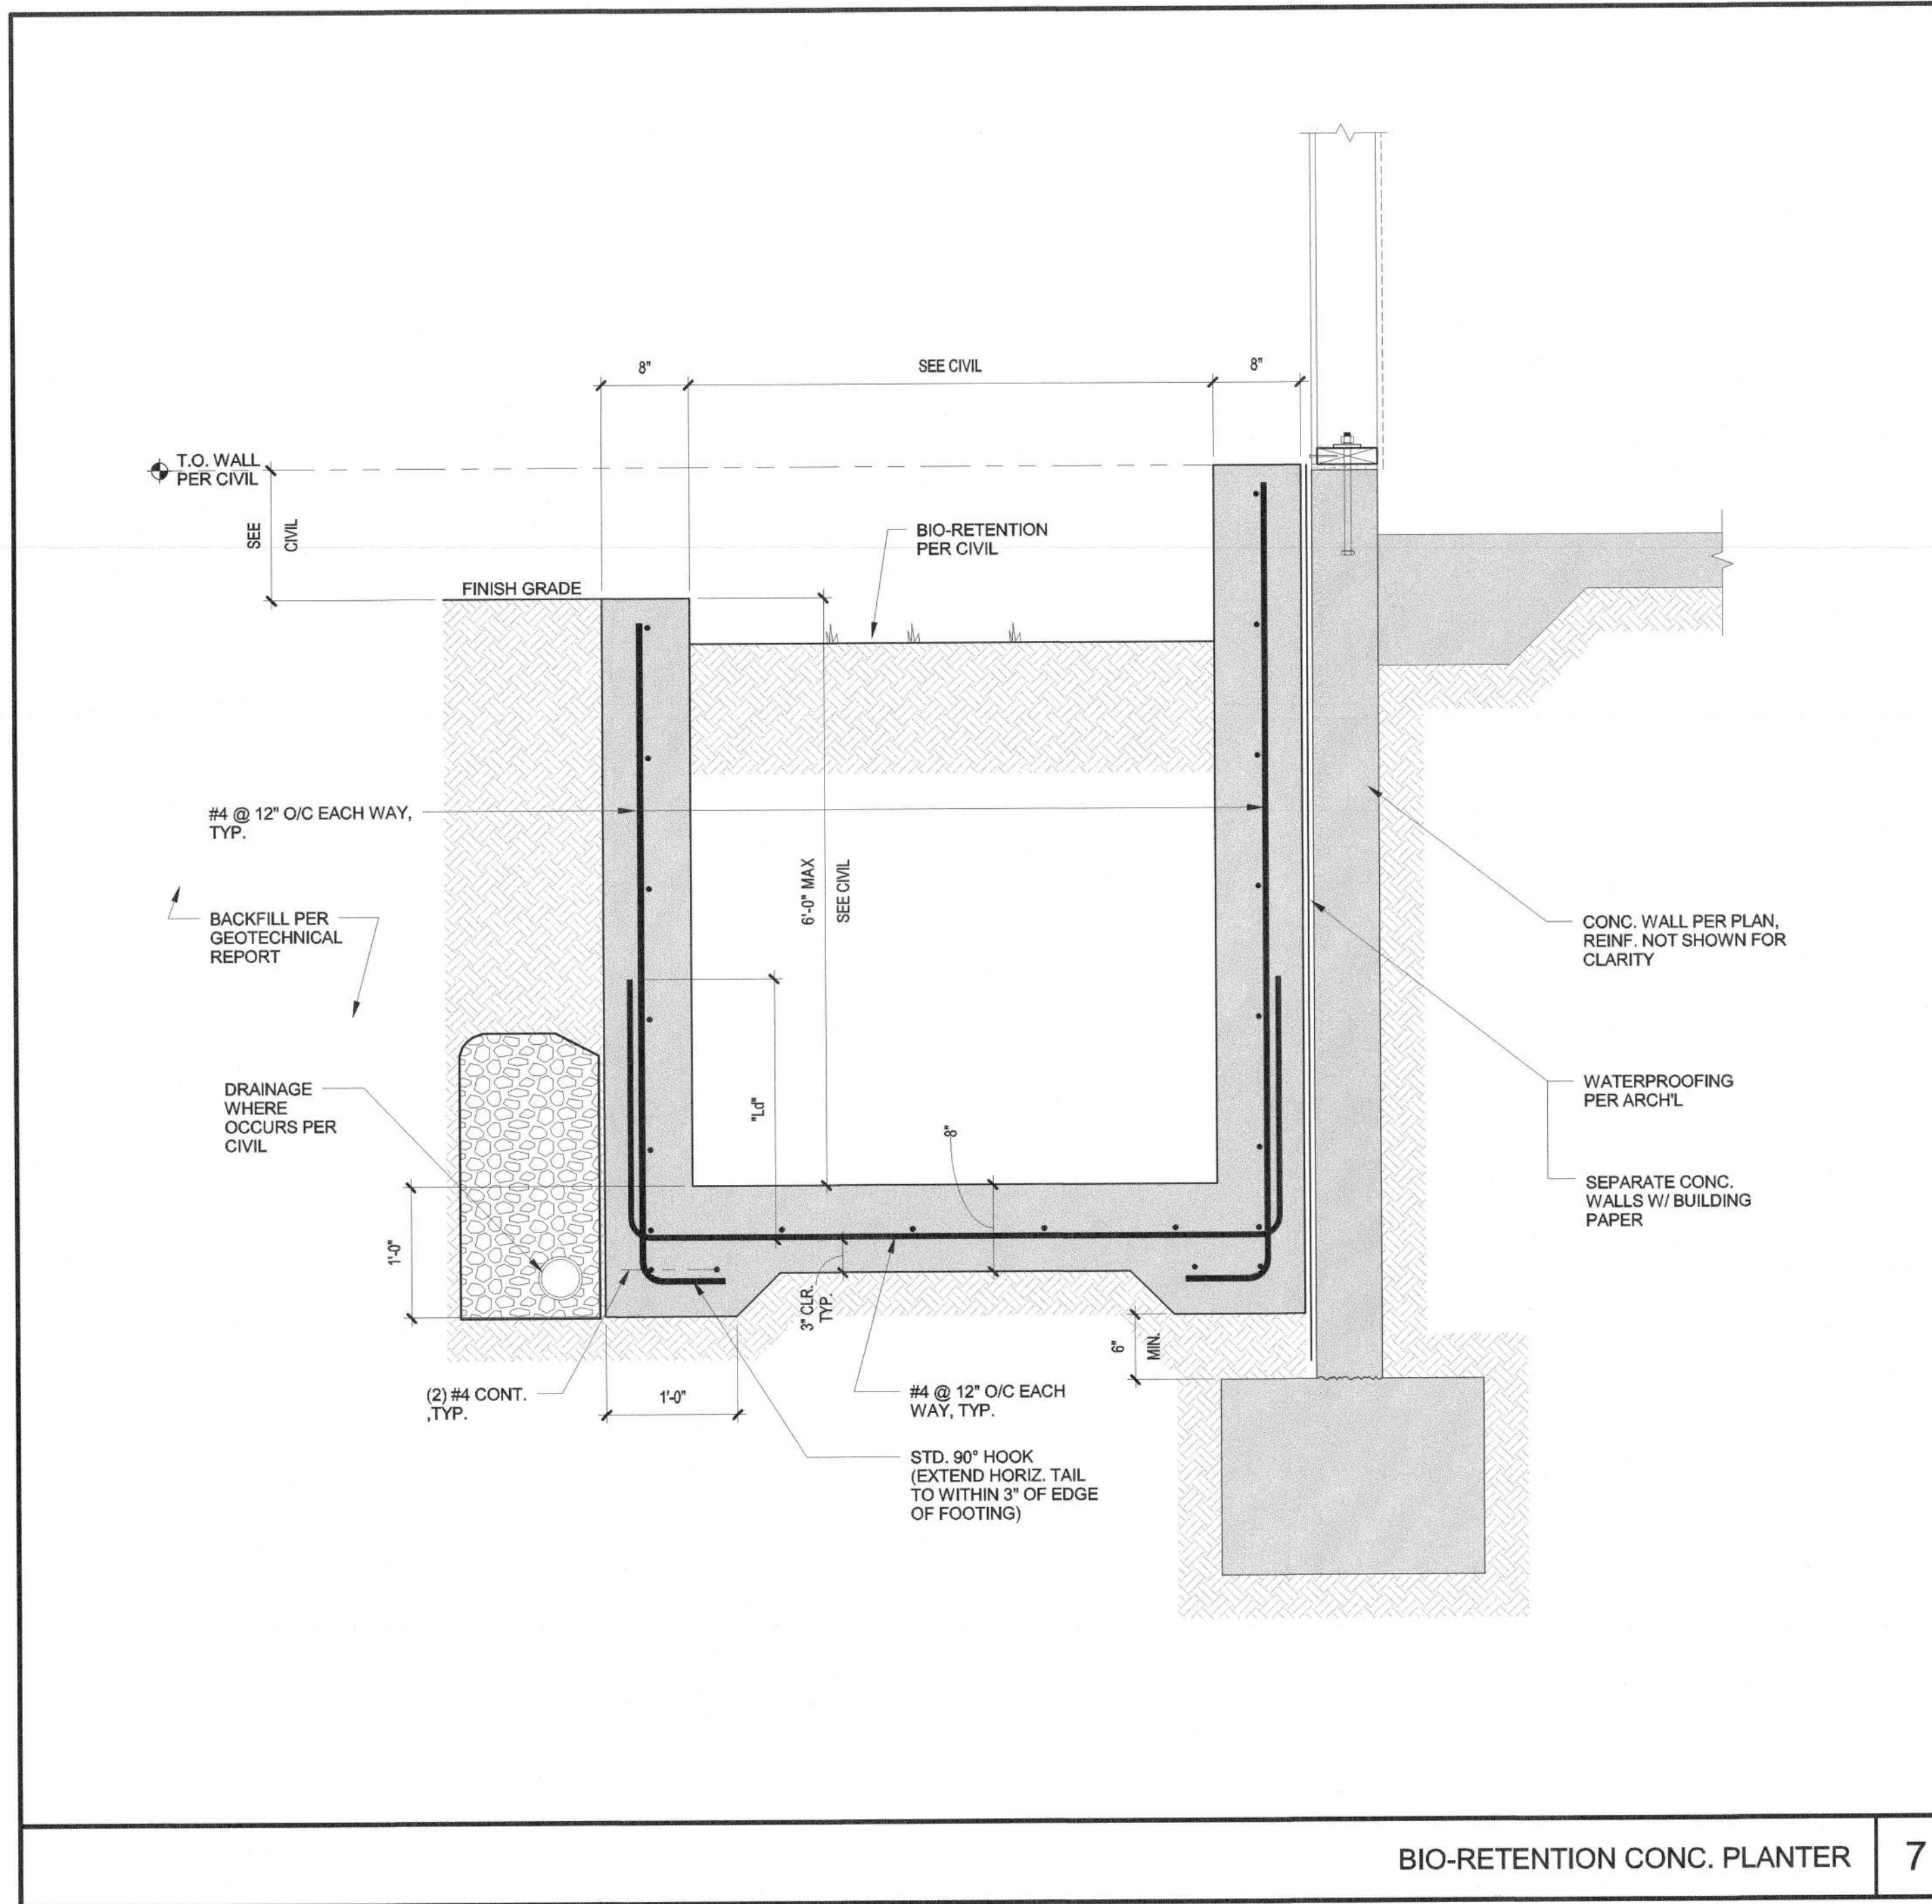 8"
SEE CIVIL
8"
T.O. WALL
PER CIVIL
SEE
CIVIL
BIO-RETENTION
PER CIVIL
FINISH GRADE
#4 @ 12" O/C EACH WAY,
TYP.
6'-0" MAX
SEE CIVIL
BACKFILL PER
GEOTECHNICAL
REPORT
CONC. WALL PER PLAN,
REINF. NOT SHOWN FOR
CLARITY
DRAINAGE
WHERE
OCCURS PER
CIVIL
"Ld"
8"
WATERPROOFING
PER ARCH'L
SEPARATE CONC.
WALLS W/ BUILDING
PAPER
1'-0"
3" CLR.
TYP.
6"
MIN.
(2) #4 CONT.
,TYP.
1'-0"
#4 @ 12" O/C EACH
WAY, TYP.
STD. 90° HOOK
(EXTEND HORIZ. TAIL
TO WITHIN 3" OF EDGE
OF FOOTING)
BIO-RETENTION CONC. PLANTER
7